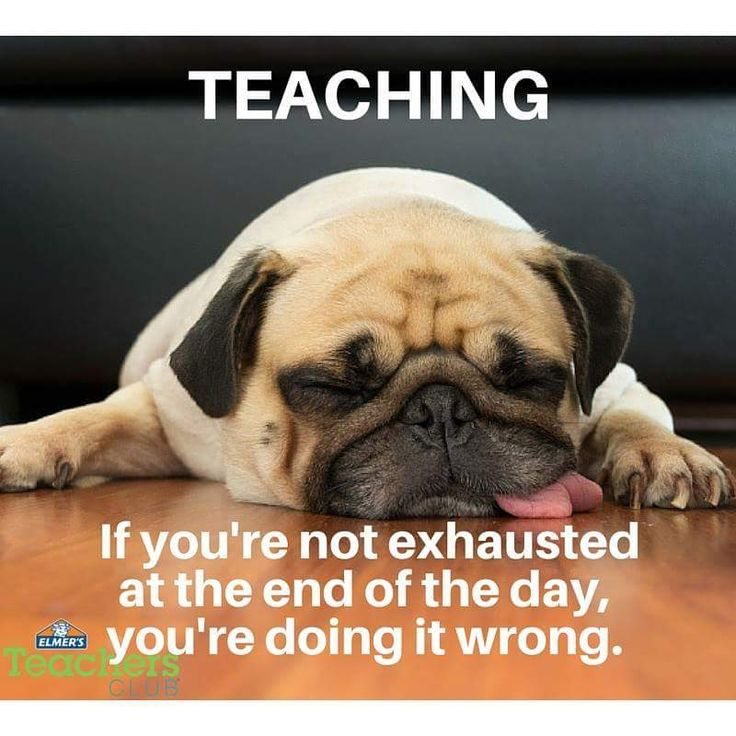 TEACHING
If you're not exhausted
at the end of the day,
you're doing it wrong.
ELMER'S
Teachers
CLUB